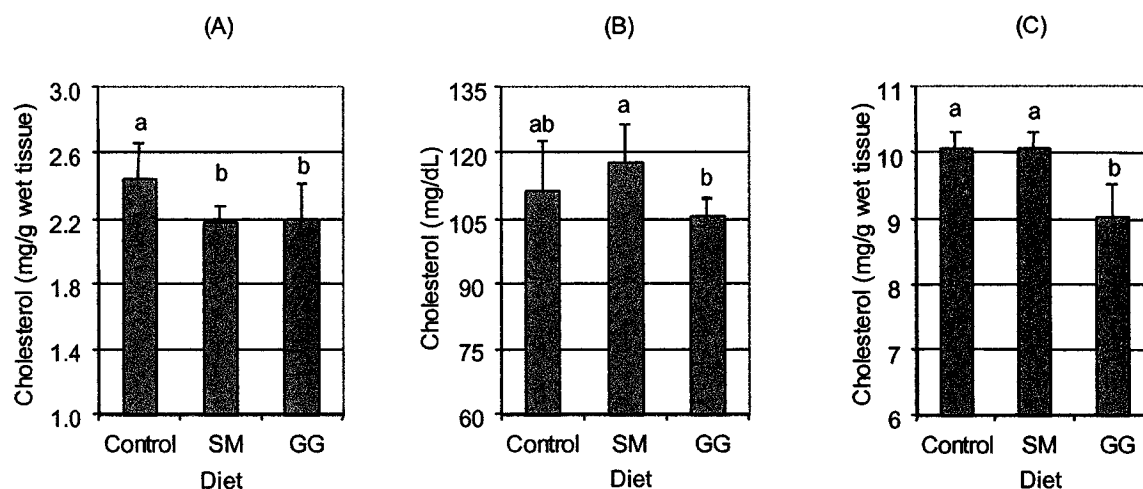 (A)
Cholesterol (mg/g wet tissue)
3.0
2.6
2.2
1.8
1.4
1.0
a
b
b
Control SM GG
Diet
(B)
Cholesterol (mg/dL)
135
120
105
90
75
60
ab
a
b
Control SM GG
Diet
(C)
Cholesterol (mg/g wet tissue)
11
10
9
8
7
6
a
a
b
Control SM GG
Diet